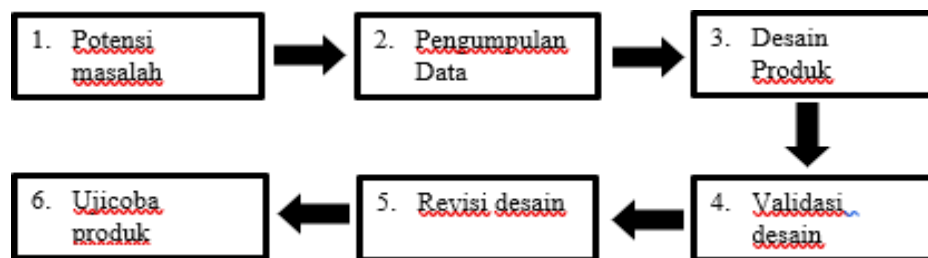 1. Potensi
masalah
2. Pengumpulan
Data
3. Desain
Produk
4. Validasi
desain
5. Revisi desain
6. Ujicoba
produk